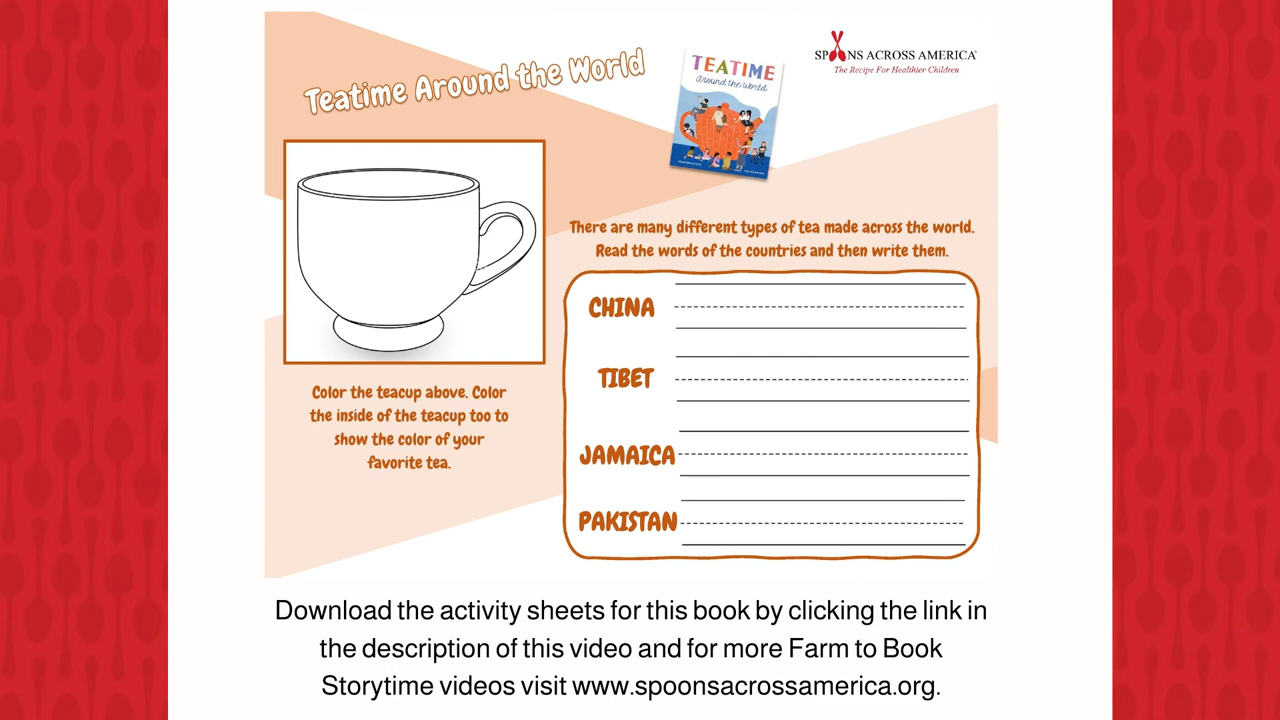 Teatime Around the World
TEATIME
Around the World
SPOONS ACROSS AMERICA
The Recipe For Healthier Children
There are many different types of tea made across the world.
Read the words of the countries and then write them.
CHINA
TIBET
JAMAICA
PAKISTAN
Color the teacup above. Color
the inside of the teacup too to
show the color of your
favorite tea.
Download the activity sheets for this book by clicking the link in
the description of this video and for more Farm to Book
Storytime videos visit www.spoonsacrossamerica.org.